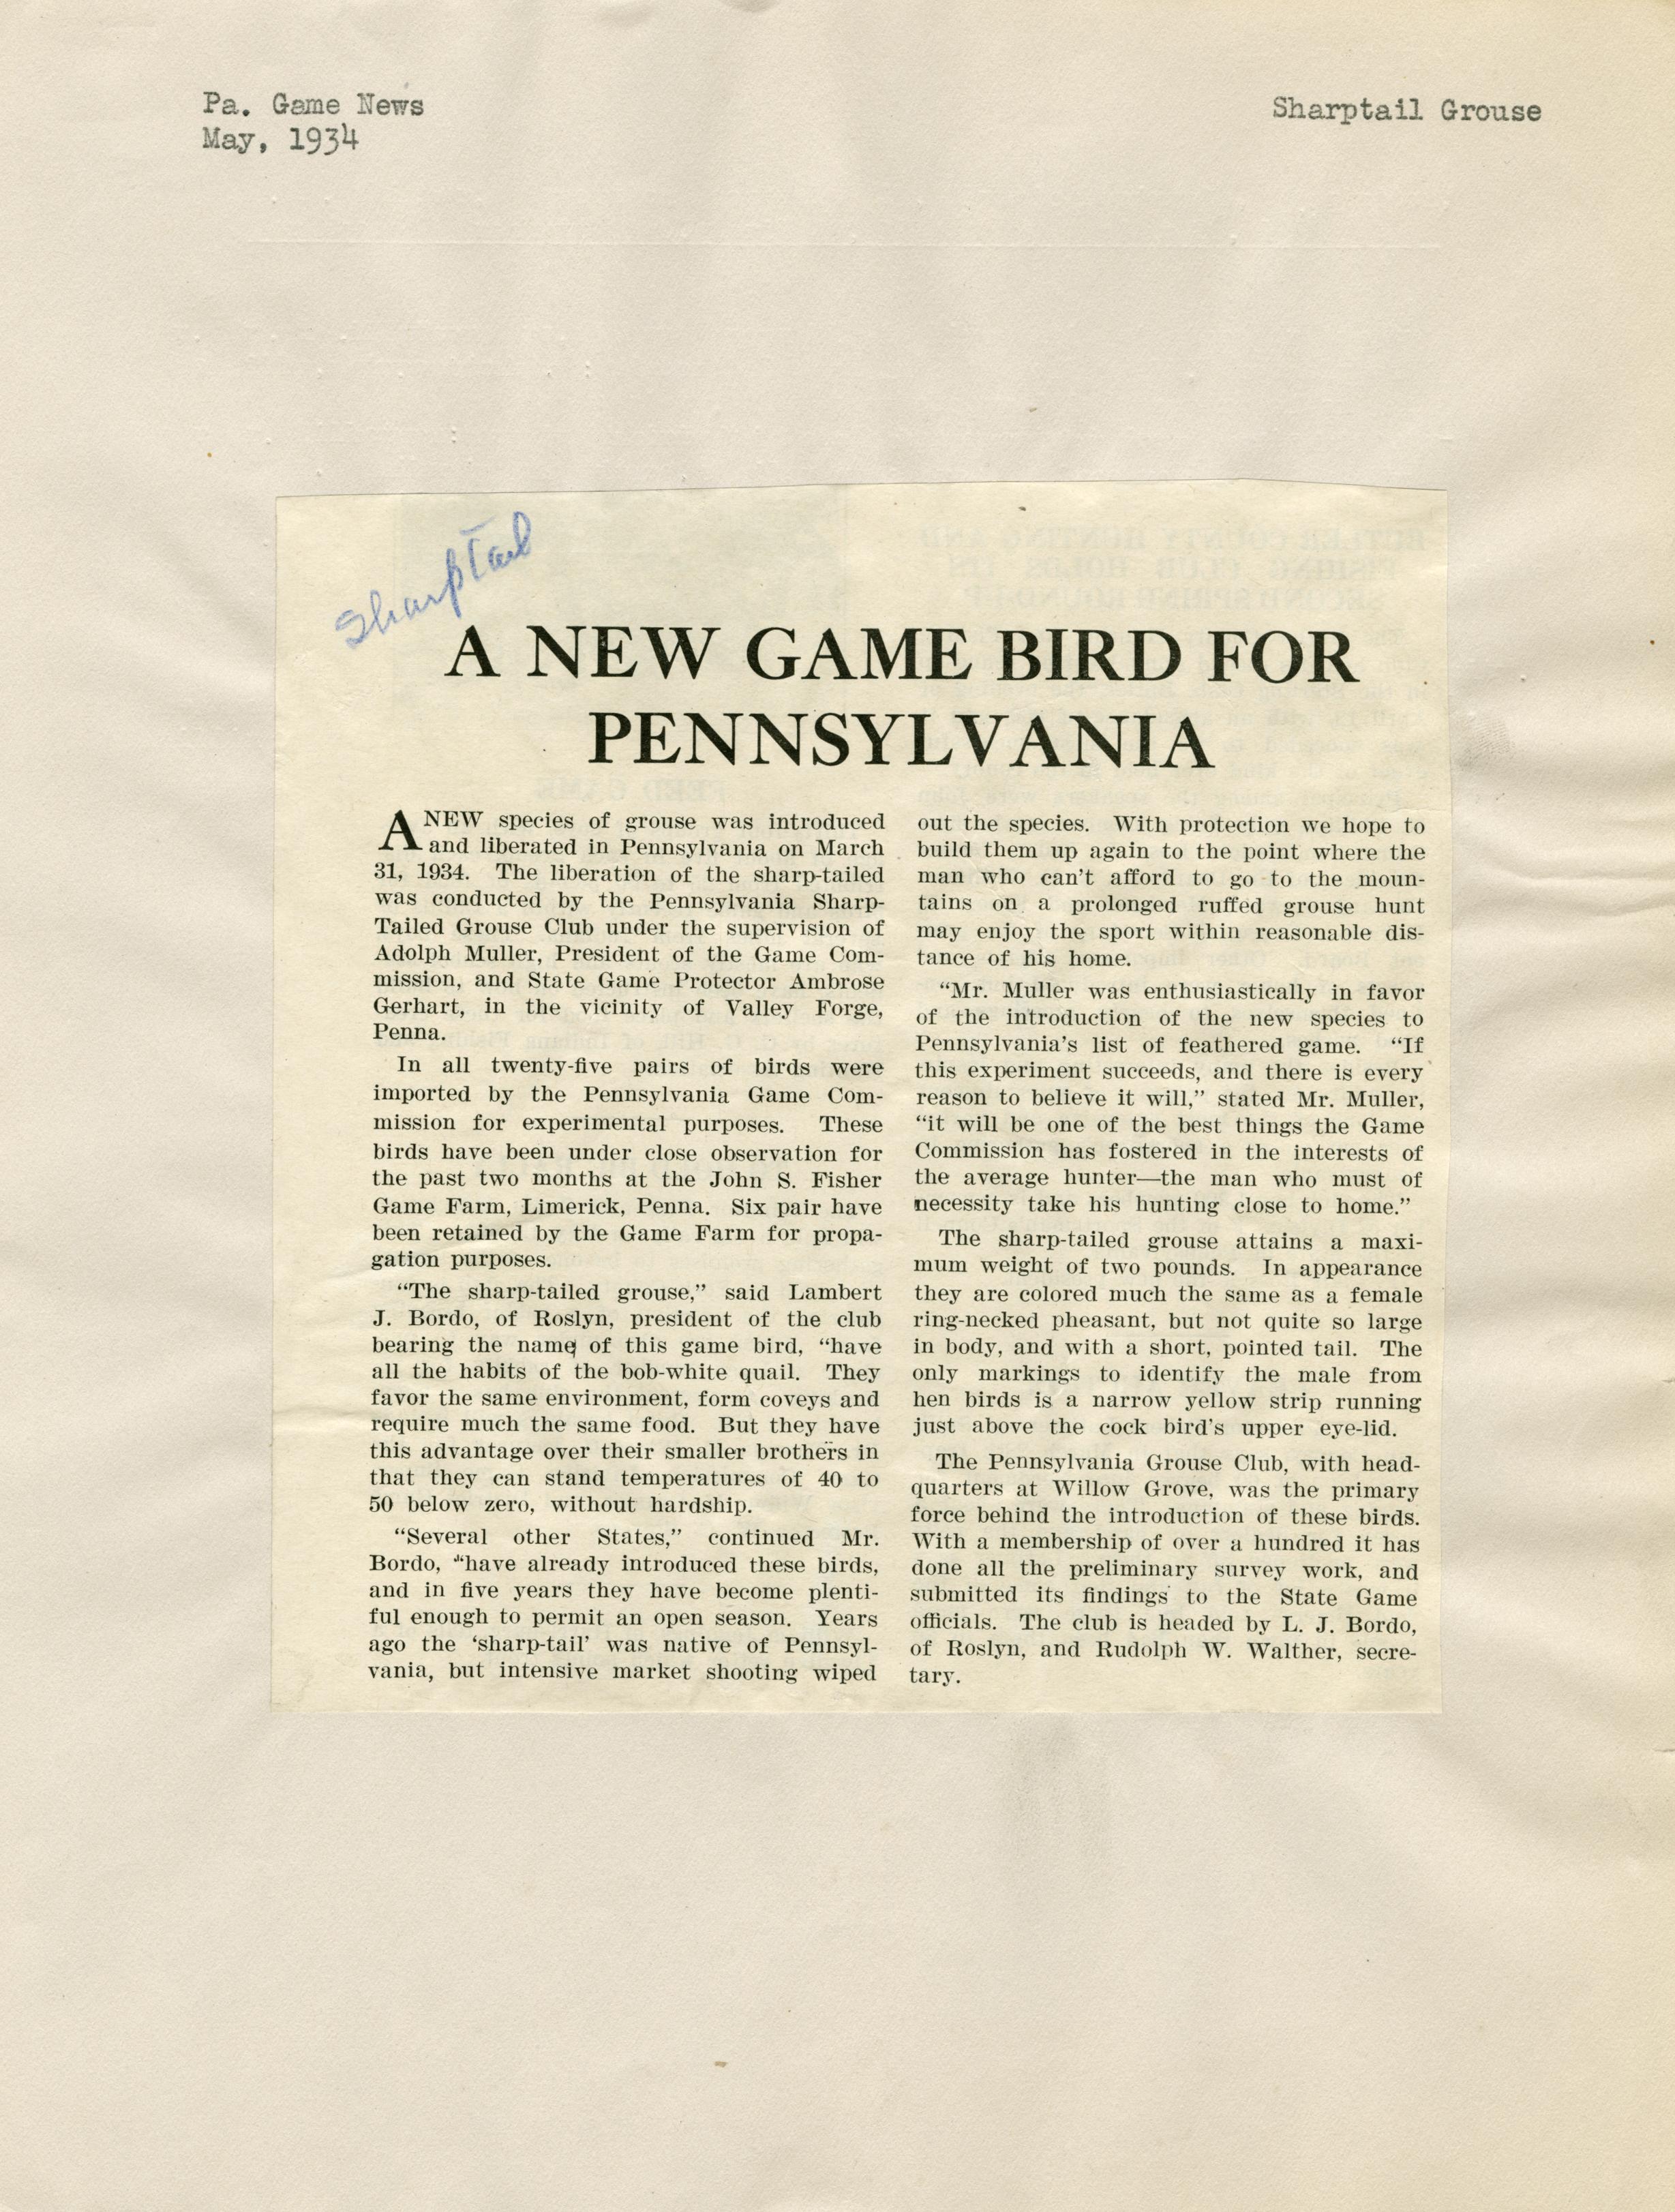 Pa. Game News
May, 1934
Sharptail Grouse
Sharptail
A NEW GAME BIRD FOR
PENNSYLVANIA
A NEW species of grouse was introduced
and liberated in Pennsylvania on March
31, 1934. The liberation of the sharp-tailed
was conducted by the Pennsylvania Sharp-
Tailed Grouse Club under the supervision of
Adolph Muller, President of the Game Com-
mission, and State Game Protector Ambrose
Gerhart, in the vicinity of Valley Forge,
Penna.
In all twenty-five pairs of birds were
imported by the Pennsylvania Game Com-
mission for experimental purposes. These
birds have been under close observation for
the past two months at the John S. Fisher
Game Farm, Limerick, Penna. Six pair have
been retained by the Game Farm for propa-
gation purposes.
“The sharp-tailed grouse,” said Lambert
J. Bordo, of Roslyn, president of the club
bearing the name of this game bird, “have
all the habits of the bob-white quail. They
favor the same environment, form coveys and
require much the same food. But they have
this advantage over their smaller brothers in
that they can stand temperatures of 40 to
50 below zero, without hardship.
“Several other States,” continued Mr.
Bordo, “have already introduced these birds,
and in five years they have become plenti-
ful enough to permit an open season. Years
ago the ‘sharp-tail’ was native of Pennsyl-
vania, but intensive market shooting wiped
out the species. With protection we hope to
build them up again to the point where the
man who can’t afford to go to the moun-
tains on a prolonged ruffed grouse hunt
may enjoy the sport within reasonable dis-
tance of his home.
“Mr. Muller was enthusiastically in favor
of the introduction of the new species to
Pennsylvania’s list of feathered game. “If
this experiment succeeds, and there is every
reason to believe it will,” stated Mr. Muller,
“it will be one of the best things the Game
Commission has fostered in the interests of
the average hunter—the man who must of
necessity take his hunting close to home.”
The sharp-tailed grouse attains a maxi-
mum weight of two pounds. In appearance
they are colored much the same as a female
ring-necked pheasant, but not quite so large
in body, and with a short, pointed tail. The
only markings to identify the male from
hen birds is a narrow yellow strip running
just above the cock bird’s upper eye-lid.
The Pennsylvania Grouse Club, with head-
quarters at Willow Grove, was the primary
force behind the introduction of these birds.
With a membership of over a hundred it has
done all the preliminary survey work, and
submitted its findings to the State Game
officials. The club is headed by L. J. Bordo,
of Roslyn, and Rudolph W. Walther, secre-
tary.